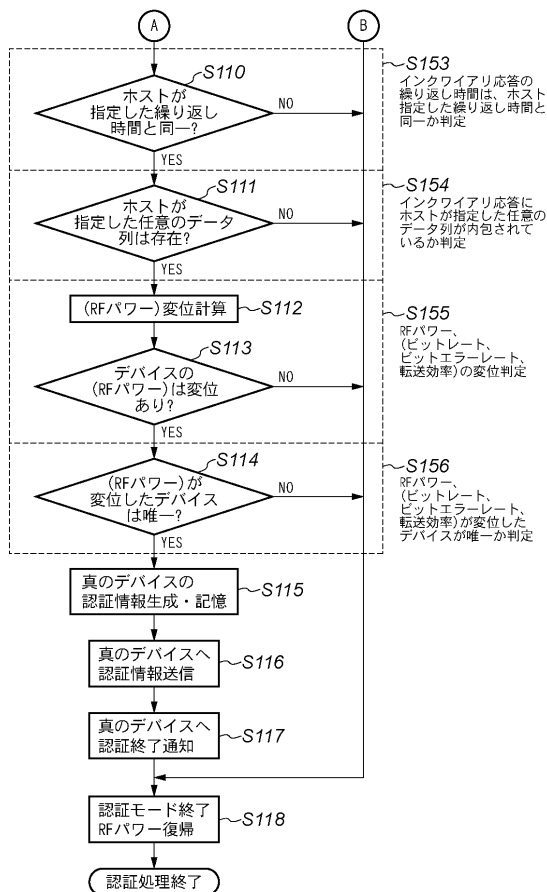 A
B
S110
ホストが
指定した繰り返し
時間と同一?
NO
YES
S153
インクワイアリ応答の
繰り返し時間は、ホスト
指定した繰り返し時間と
同一か判定
S111
ホストが
指定した任意のデータ
列は存在?
NO
YES
S154
インクワイアリ応答に
ホストが指定した任意の
データ列が内包されて
いるか判定
(RFパワー)変位計算
S112
S113
デバイスの
(RFパワー)は変位
あり?
NO
YES
S155
RFパワー、
(ビットレート、
ビットエラーレート、
転送効率)の変位判定
S114
(RFパワー)が
変位したデバイス
は唯一?
NO
YES
S156
RFパワー、
(ビットレート、
ビットエラーレート、
転送効率)が変位した
デバイスが唯一か判定
真のデバイスの
認証情報生成・記憶
S115
真のデバイスへ
認証情報送信
S116
真のデバイスへ
認証終了通知
S117
認証モード終了
RFパワー復帰
S118
認証処理終了